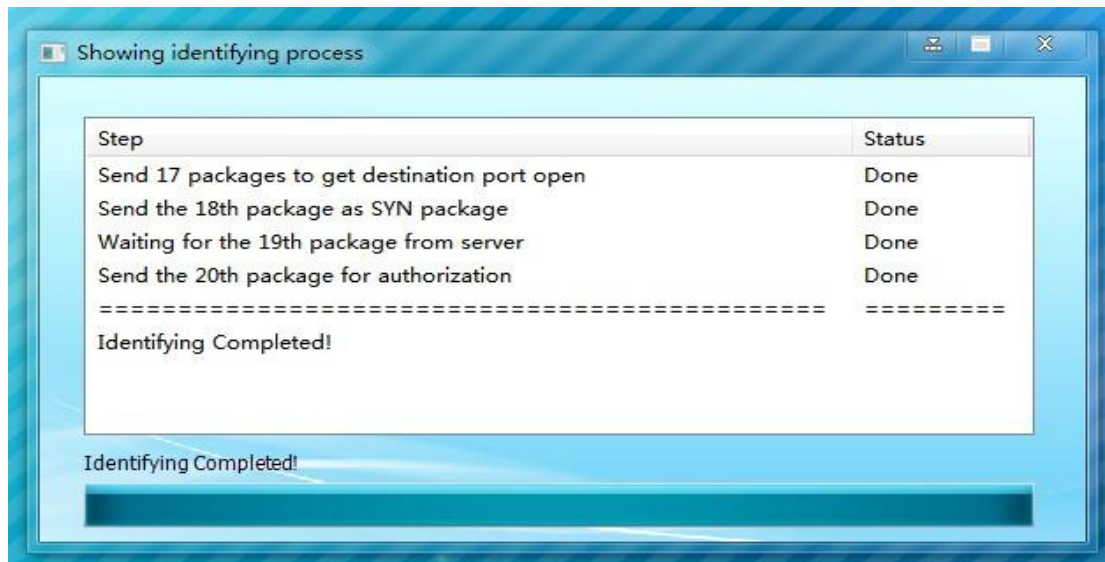 Showing identifying process
Step Status
Send 17 packages to get destination port open Done
Send the 18th package as SYN package Done
Waiting for the 19th package from server Done
Send the 20th package for authorization Done
=============================================== =========
Identifying Completed!
Identifying Completed!